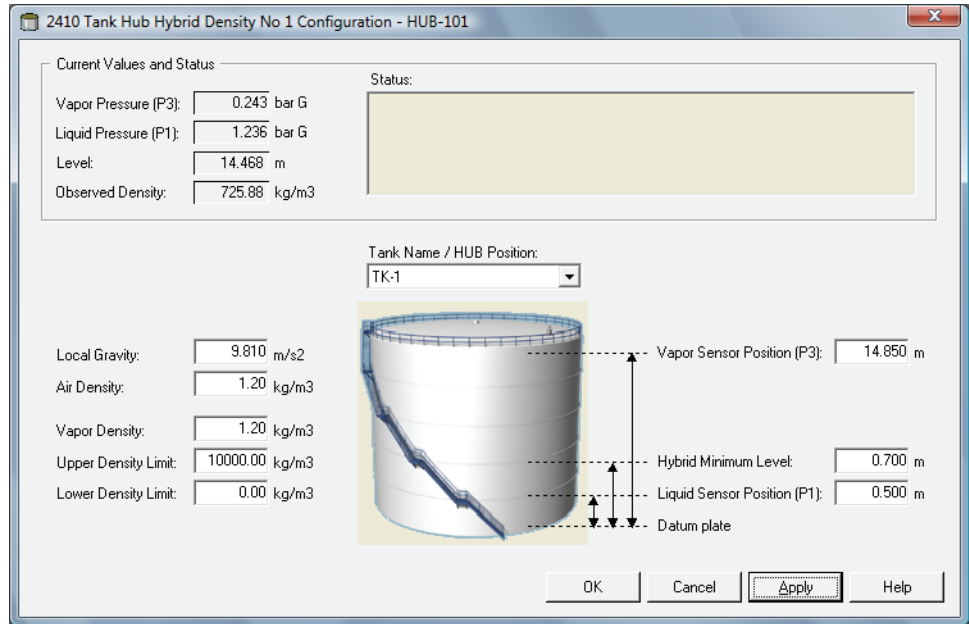 2410 Tank Hub Hybrid Density No 1 Configuration - HUB-101
Current Values and Status
Vapor Pressure (P3): 0.243 bar G
Liquid Pressure (P1): 1.236 bar G
Level: 14.468 m
Observed Density: 725.88 kg/m3
Status:
Tank Name / HUB Position:
TK-1
Local Gravity: 9.810 m/s2
Air Density: 1.20 kg/m3
Vapor Density: 1.20 kg/m3
Upper Density Limit: 10000.00 kg/m3
Lower Density Limit: 0.00 kg/m3
Vapor Sensor Position (P3): 14.850 m
Hybrid Minimum Level: 0.700 m
Liquid Sensor Position (P1): 0.500 m
Datum plate
OK Cancel Apply Help